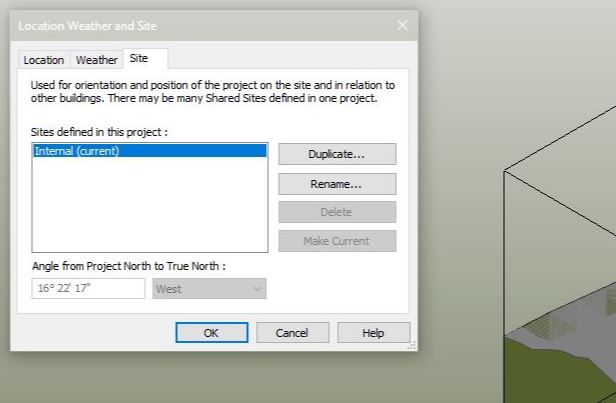 Location Weather and Site
Location Weather Site
Used for orientation and position of the project on the site and in relation to
other buildings. There may be many Shared Sites defined in one project.
Sites defined in this project :
Internal (current)
Duplicate...
Rename...
Delete
Make Current
Angle from Project North to True North :
16° 22' 17" West
OK Cancel Help